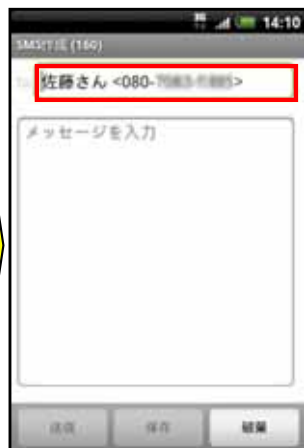 14:10
SMS作成 (160)
佐藤さん <080-
メッセージを入力
送信 保存 破棄